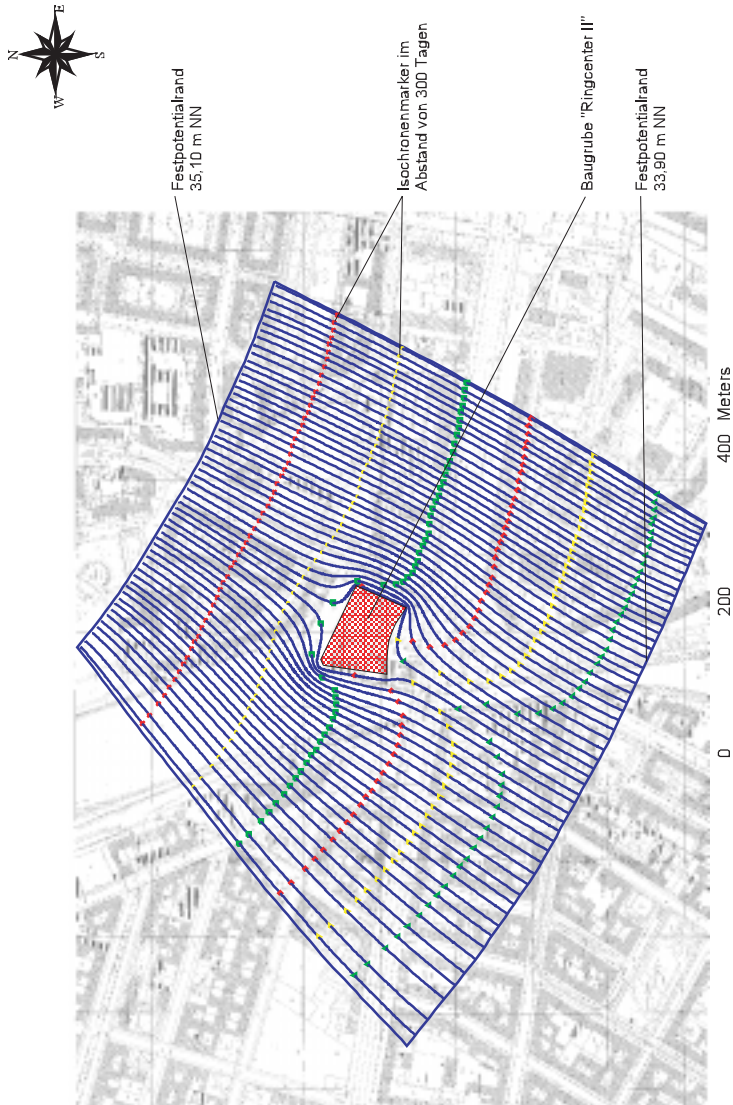 N
W
E
S
Festpotentialrand
35,10 m NN
Isochronenmarker im
Abstand von 300 Tagen
Baugrube "Ringcenter II"
Festpotentialrand
33,90 m NN
0 200 400 Meters